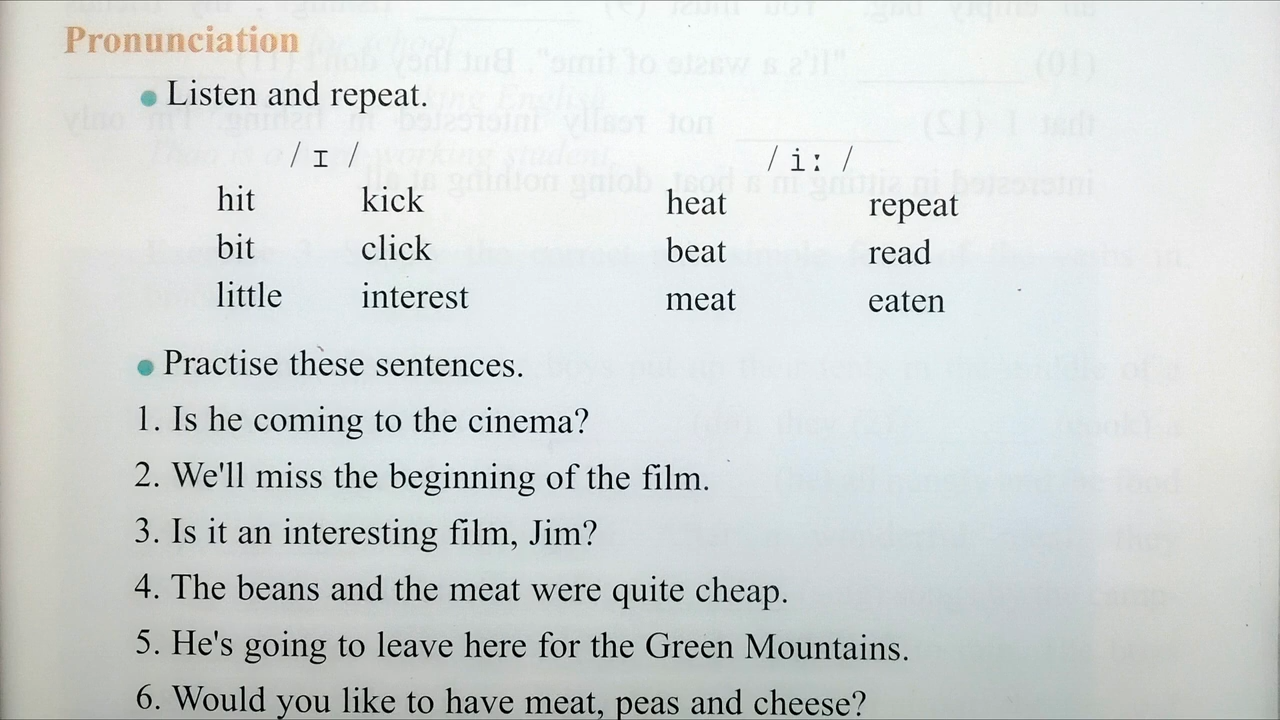 Pronunciation
● Listen and repeat.
/ ɪ / / iː /
hit kick heat repeat
bit click beat read
little interest meat eaten
● Practise these sentences.
1. Is he coming to the cinema?
2. We'll miss the beginning of the film.
3. Is it an interesting film, Jim?
4. The beans and the meat were quite cheap.
5. He's going to leave here for the Green Mountains.
6. Would you like to have meat, peas and cheese?